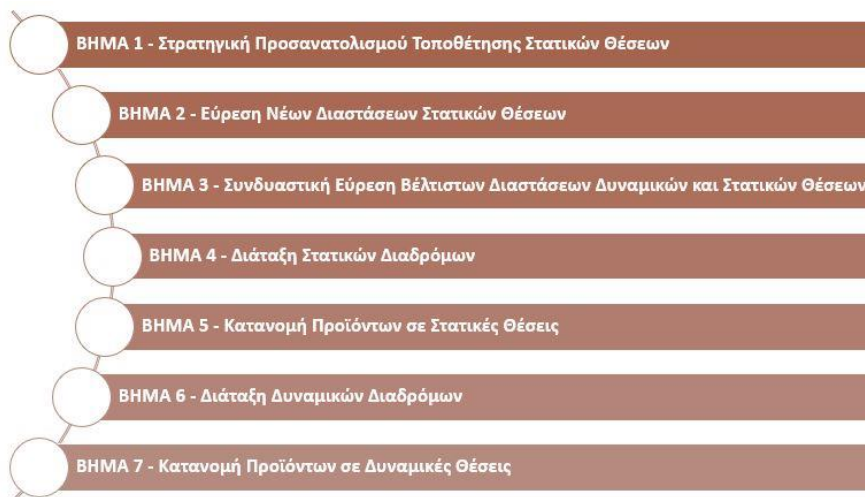 ΒΗΜΑ 1 - Στρατηγική Προσανατολισμού Τοποθέτησης Στατικών Θέσεων
ΒΗΜΑ 2 - Εύρεση Νέων Διαστάσεων Στατικών Θέσεων
ΒΗΜΑ 3 - Συνδυαστική Εύρεση Βέλτιστων Διαστάσεων Δυναμικών και Στατικών Θέσεων
ΒΗΜΑ 4 - Διάταξη Στατικών Διαδρόμων
ΒΗΜΑ 5 - Κατανομή Προϊόντων σε Στατικές Θέσεις
ΒΗΜΑ 6 - Διάταξη Δυναμικών Διαδρόμων
ΒΗΜΑ 7 - Κατανομή Προϊόντων σε Δυναμικές Θέσεις